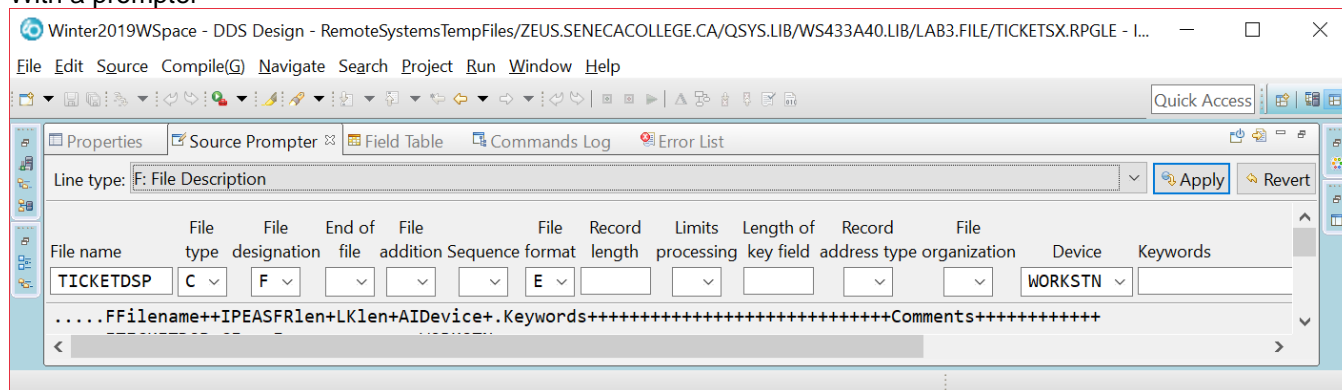 With a prompter
Winter2019WSpace - DDS Design - RemoteSystemsTempFiles/ZEUS.SENECACOLLEGE.CA/QSYS.LIB/WS433A40.LIB/LAB3.FILE/TICKETSX.RPGLE - I...
File Edit Source Compile(G) Navigate Search Project Run Window Help
Quick Access
Properties Source Prompter Field Table Commands Log Error List
Line type: F: File Description Apply Revert
File File End of File File Record Limits Length of Record File
File name type designation file addition Sequence format length processing key field address type organization Device Keywords
TICKETDSP C F E WORKSTN
.....FFilename++IPEASFRlen+LKlen+AIDevice+.Keywords+++++++++++++++++++++++++++++Comments++++++++++++